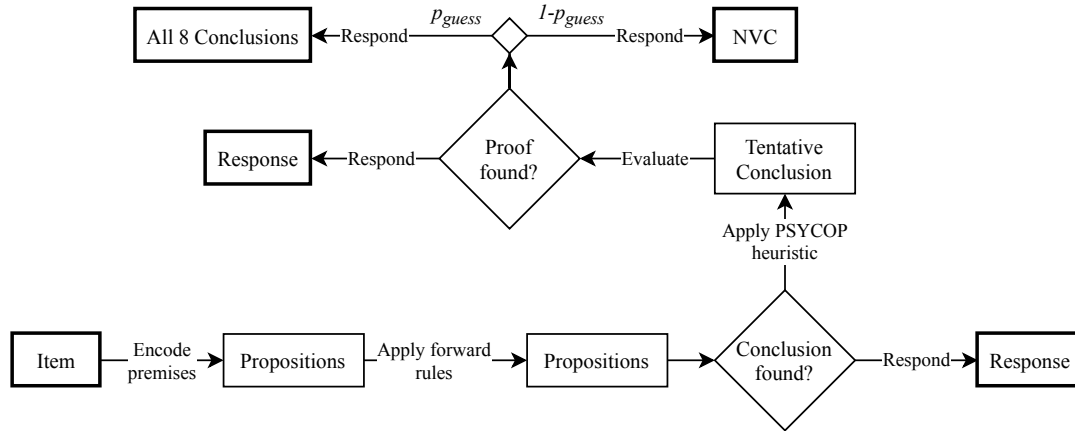 p_guess
1-p_guess
All 8 Conclusions
Respond
Respond
NVC
Response
Respond
Proof
found?
Evaluate
Tentative
Conclusion
Apply PSYCOP
heuristic
Item
Encode
premises
Propositions
Apply forward
rules
Propositions
Conclusion
found?
Respond
Response